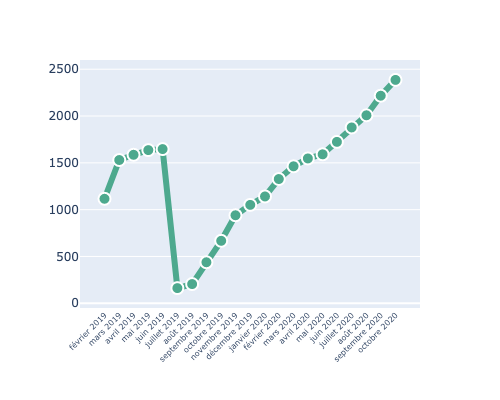 2500
2000
1500
1000
500
0
février 2019
mars 2019
avril 2019
mai 2019
juin 2019
juillet 2019
août 2019
septembre 2019
octobre 2019
novembre 2019
décembre 2019
janvier 2020
février 2020
mars 2020
avril 2020
mai 2020
juin 2020
juillet 2020
août 2020
septembre 2020
octobre 2020